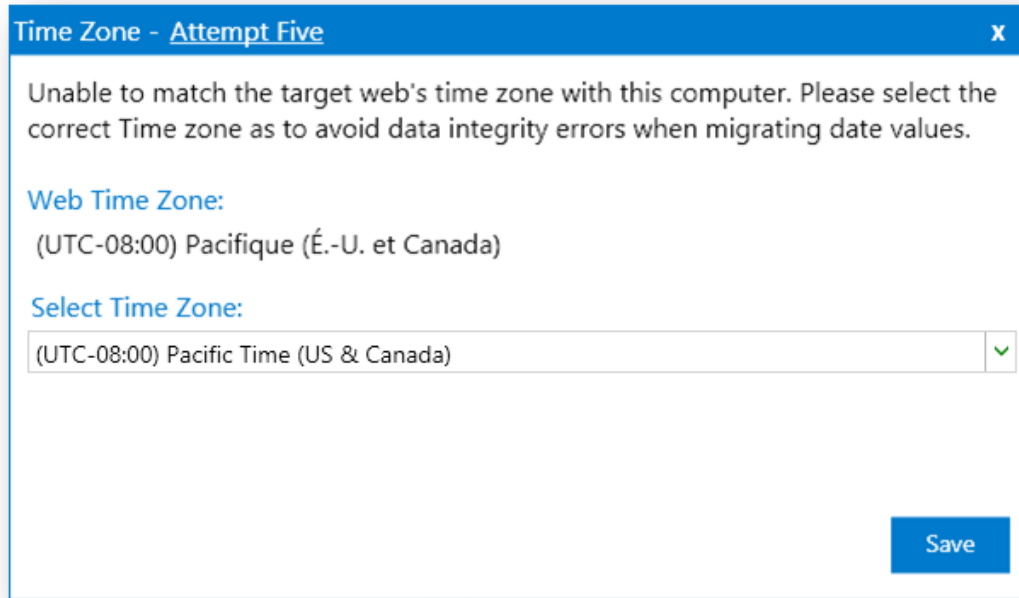 Time Zone - Attempt Five
x
Unable to match the target web's time zone with this computer. Please select the
correct Time zone as to avoid data integrity errors when migrating date values.
Web Time Zone:
(UTC-08:00) Pacifique (É.-U. et Canada)
Select Time Zone:
(UTC-08:00) Pacific Time (US & Canada)
Save